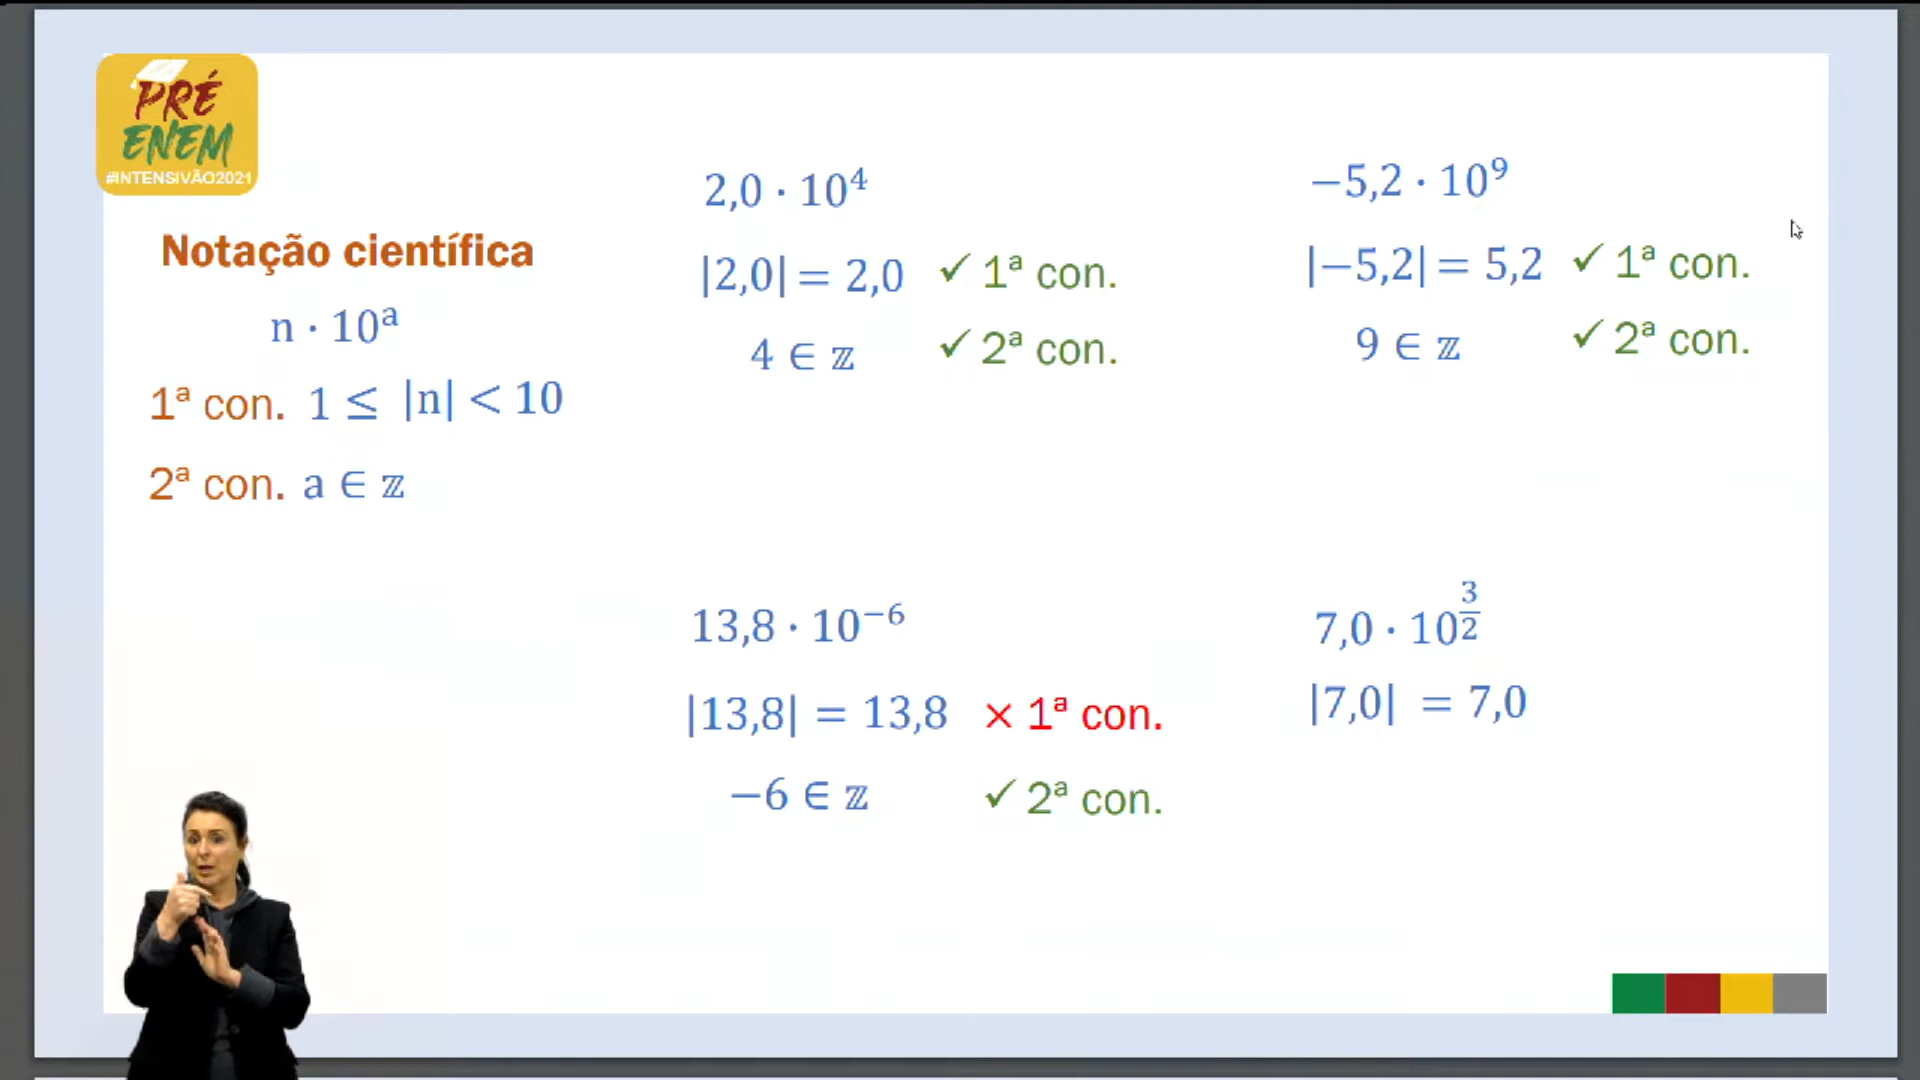 PRÉ
ENEM
#INTENSIVÃO2021
Notação científica
n · 10ᵃ
1ª con. 1 ≤ |n| < 10
2ª con. a ∈ ℤ
2,0 · 10⁴
|2,0| = 2,0 ✓ 1ª con.
4 ∈ ℤ ✓ 2ª con.
−5,2 · 10⁹
|−5,2| = 5,2 ✓ 1ª con.
9 ∈ ℤ ✓ 2ª con.
13,8 · 10⁻⁶
|13,8| = 13,8 × 1ª con.
−6 ∈ ℤ ✓ 2ª con.
7,0 · 10^(3/2)
|7,0| = 7,0